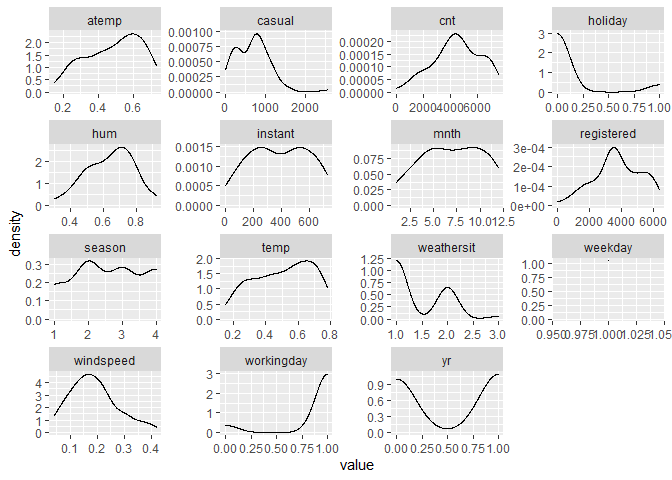 atemp casual cnt holiday
2.0 1.5 1.0 0.5 0.0
0.00100 0.00075 0.00050 0.00025 0.00000
0.00020 0.00015 0.00010 0.00005 0.00000
3 2 1 0
0.2 0.4 0.6
0 1000 2000
0 2000 4000 6000
0.00 0.25 0.50 0.75 1.00
hum instant mnth registered
2 1 0
0.0015 0.0010 0.0005 0.0000
0.075 0.050 0.025 0.000
3e-04 2e-04 1e-04 0e+00
0.4 0.6 0.8
0 200 400 600
2.5 5.0 7.5 10.0 12.5
0 2000 4000 6000
density
season temp weathersit weekday
0.3 0.2 0.1 0.0
2.0 1.5 1.0 0.5 0.0
1.25 1.00 0.75 0.50 0.25 0.00
1.00 0.75 0.50 0.25 0.00
1 2 3 4
0.2 0.4 0.6 0.8
1.0 1.5 2.0 2.5 3.0
0.950 0.975 1.000 1.025 1.050
windspeed workingday yr
4 3 2 1 0
3 2 1 0
0.9 0.6 0.3 0.0
0.1 0.2 0.3 0.4
0.00 0.25 0.50 0.75 1.00
0.00 0.25 0.50 0.75 1.00
value